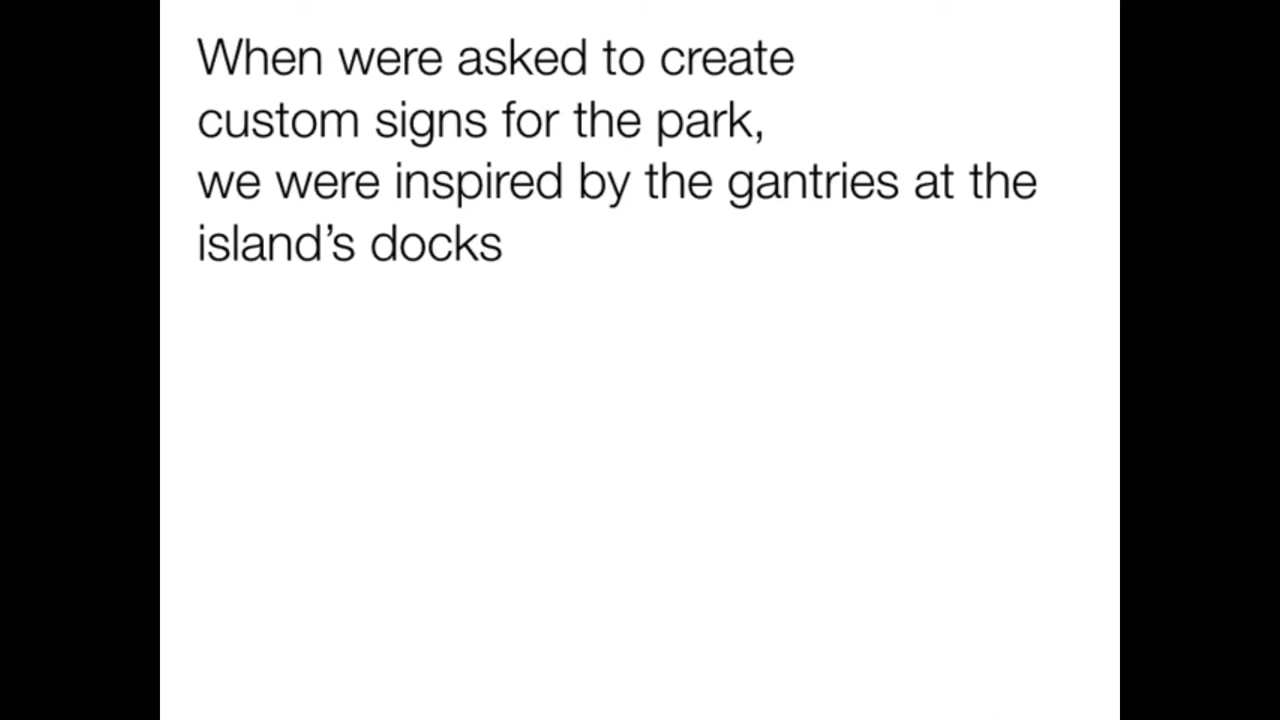 When were asked to create
custom signs for the park,
we were inspired by the gantries at the
island’s docks